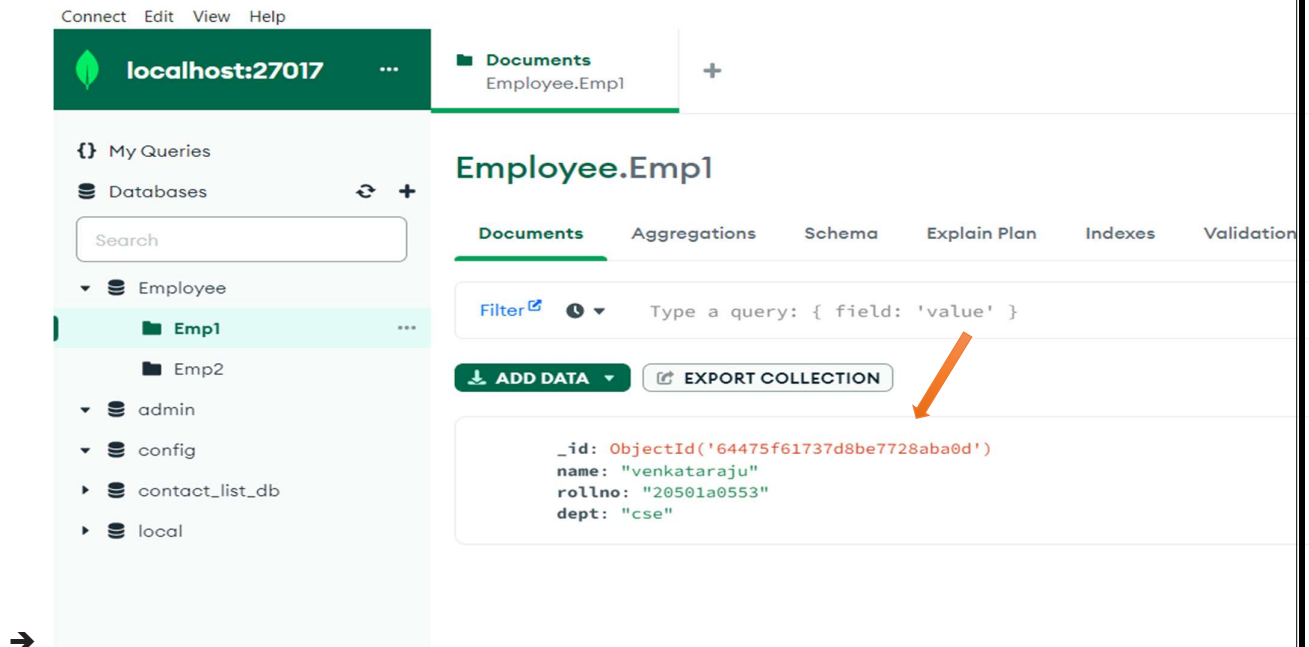 Connect Edit View Help
localhost:27017 ...
Documents
Employee.Emp1
+
{} My Queries
Databases
Search
Employee
Emp1 ...
Emp2
admin
config
contact_list_db
local
Employee.Emp1
Documents Aggregations Schema Explain Plan Indexes Validation
Filter Type a query: { field: 'value' }
ADD DATA EXPORT COLLECTION
_id: ObjectId('64475f61737d8be7728aba0d')
name: "venkataraju"
rollno: "20501a0553"
dept: "cse"